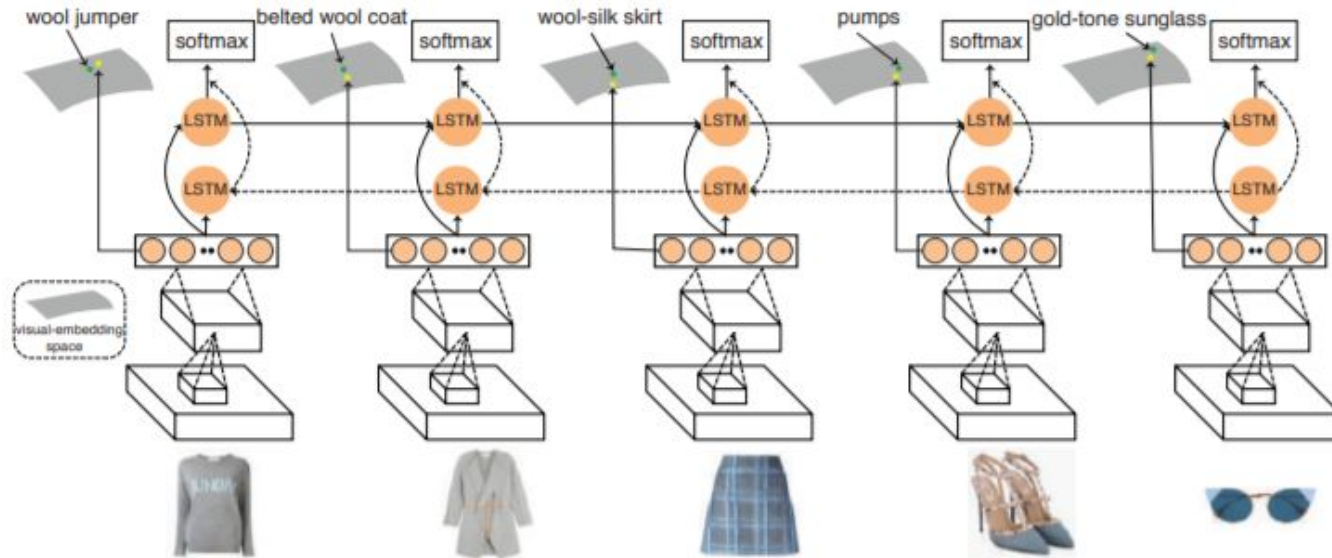 wool jumper
belted wool coat
wool-silk skirt
pumps
gold-tone sunglass
softmax
softmax
softmax
softmax
softmax
LSTM
LSTM
LSTM
LSTM
LSTM
LSTM
LSTM
LSTM
LSTM
LSTM
visual-embedding
space
SUNDAY